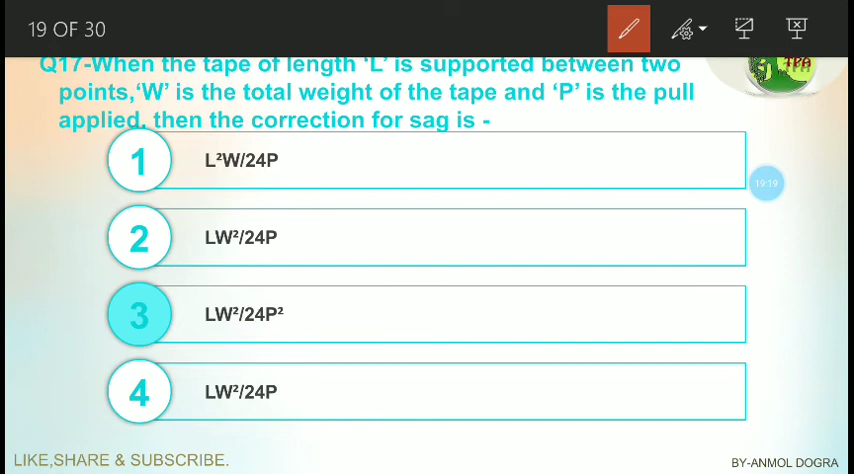 19 OF 30
Q17-When the tape of length ‘L’ is supported between two
points,‘W’ is the total weight of the tape and ‘P’ is the pull
applied, then the correction for sag is -
TPA
1 L²W/24P
19:19
2 LW²/24P
3 LW²/24P²
4 LW²/24P
LIKE,SHARE & SUBSCRIBE.
BY-ANMOL DOGRA